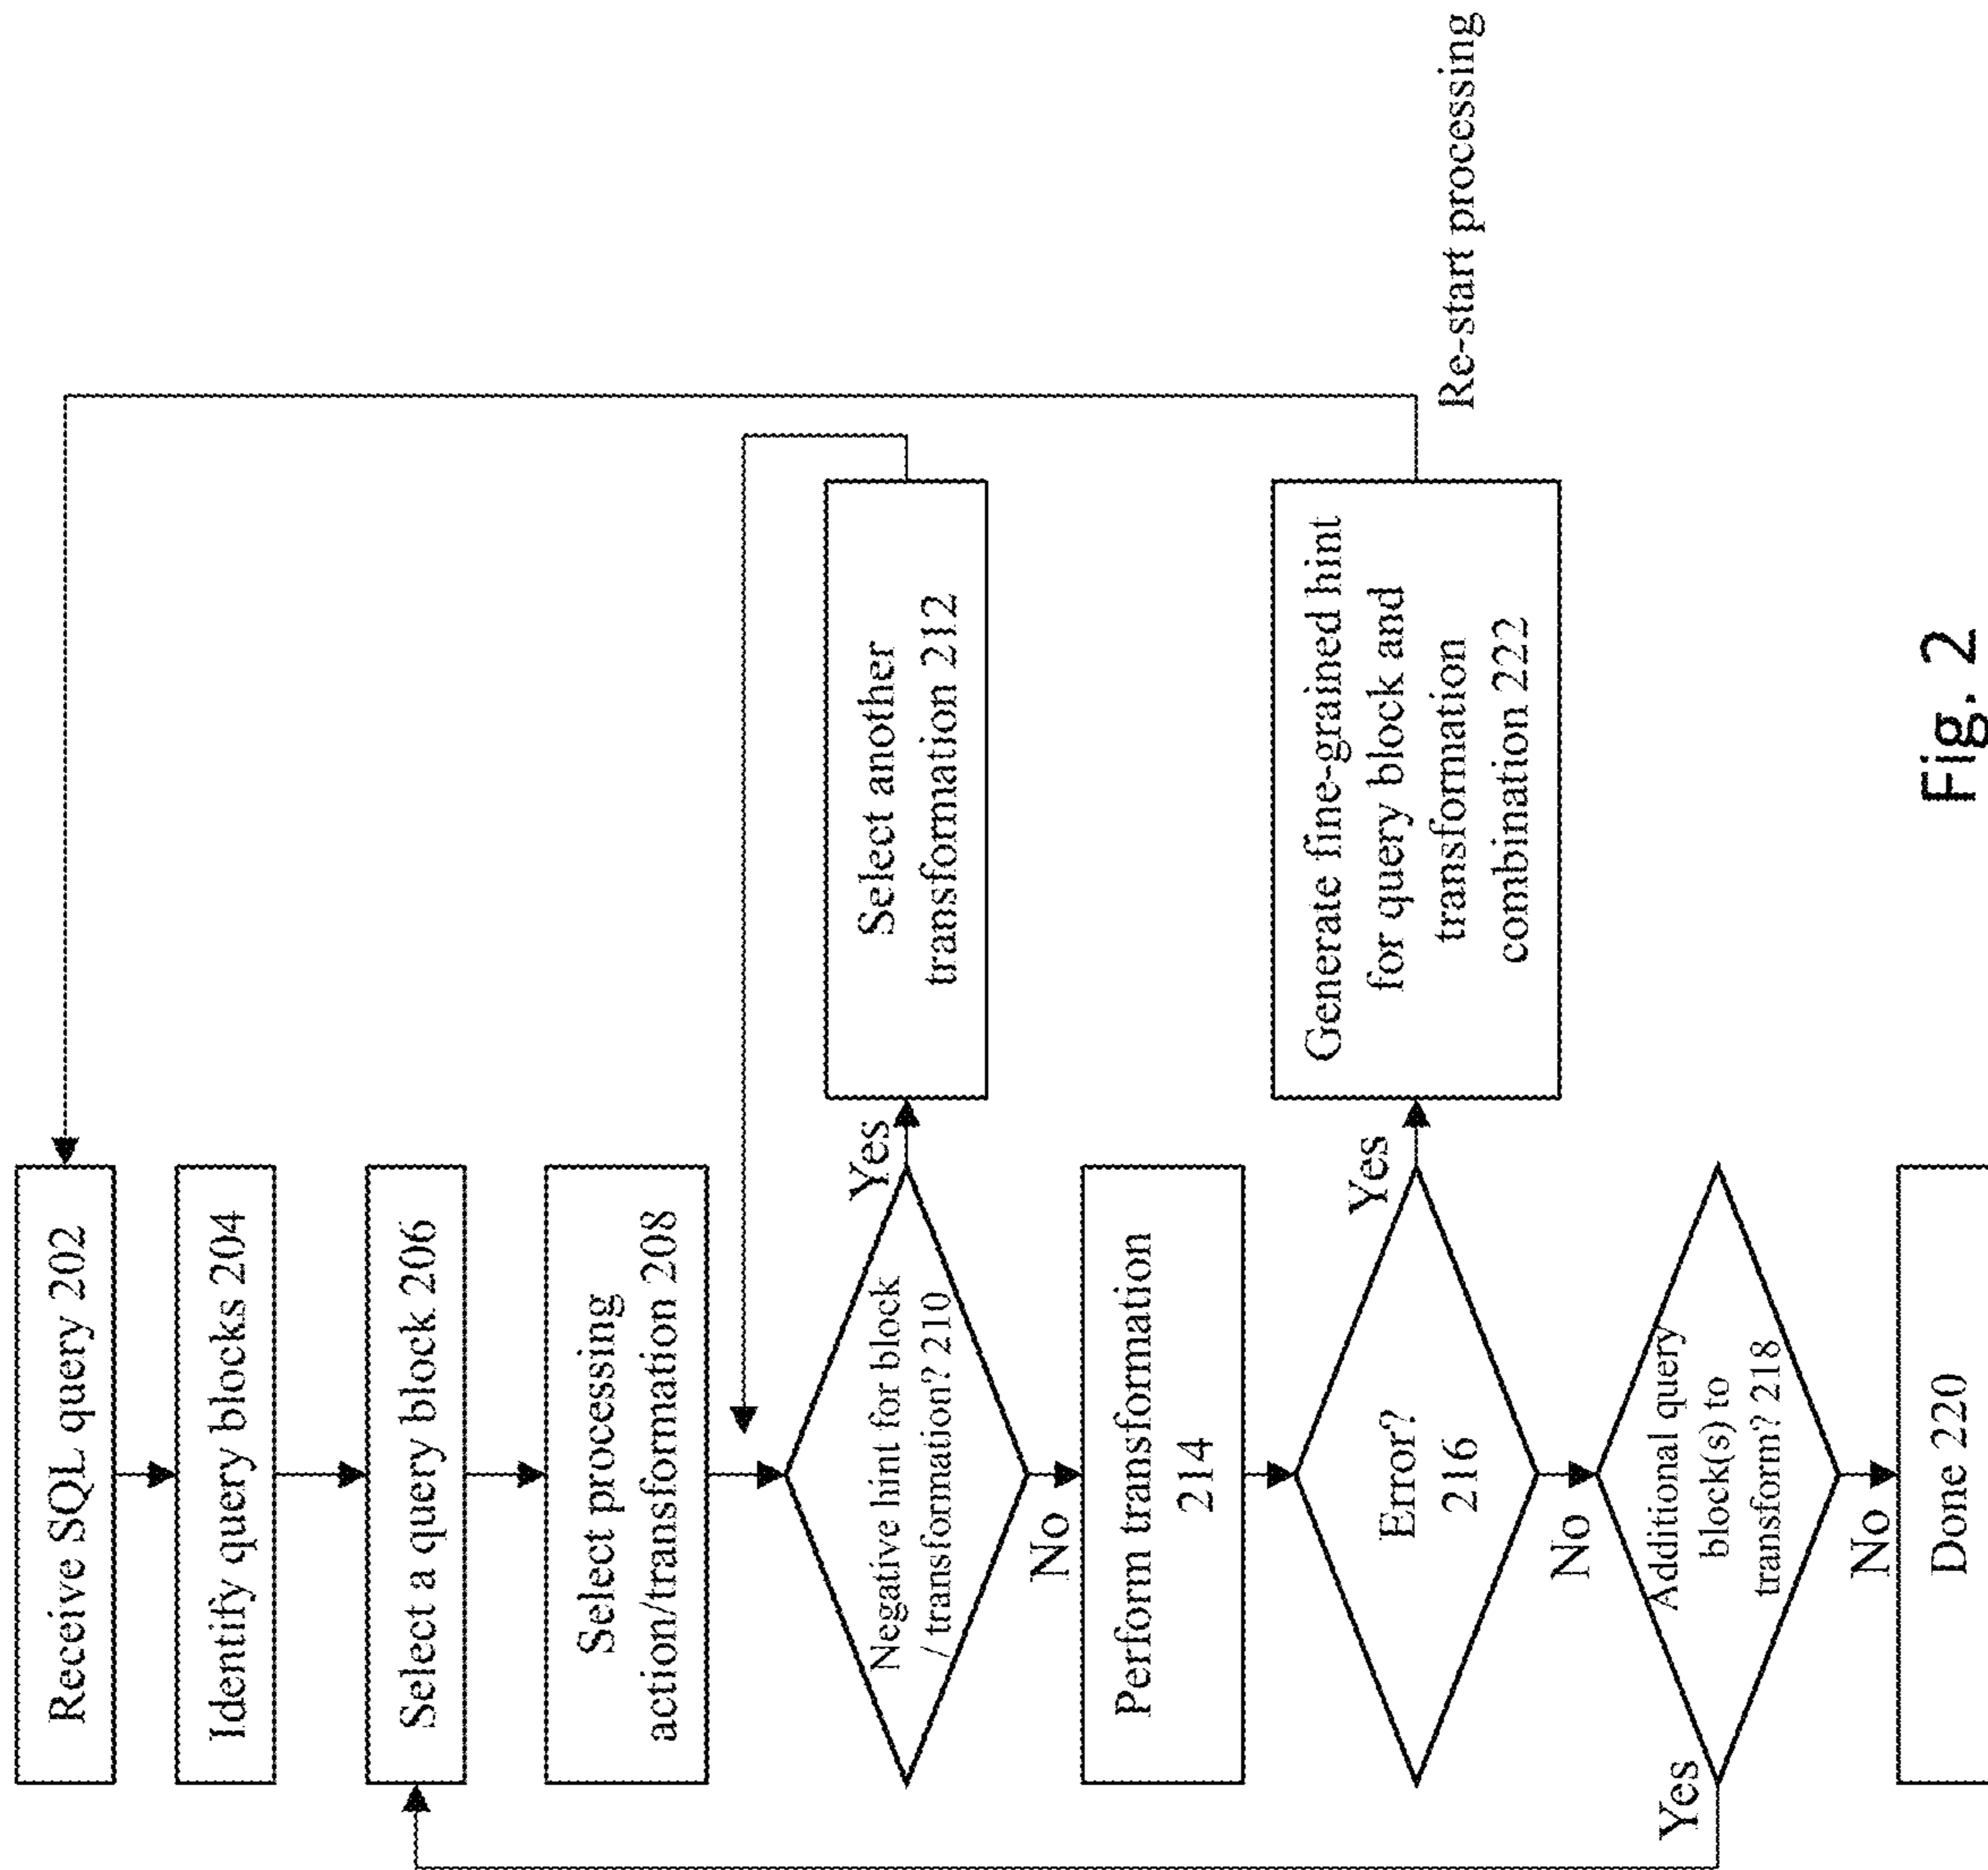 Receive SQL query 202
Identify query blocks 204
Select a query block 206
Select processing
action/transformation 208
Negative hint for block
/ transformation? 210
Yes
Select another
transformation 212
No
Perform transformation
214
Error?
216
Yes
Generate fine-grained hint
for query block and
transformation
combination 222
Re-start processing
No
Additional query
block(s) to
transform? 218
Yes
No
Done 220
Fig. 2